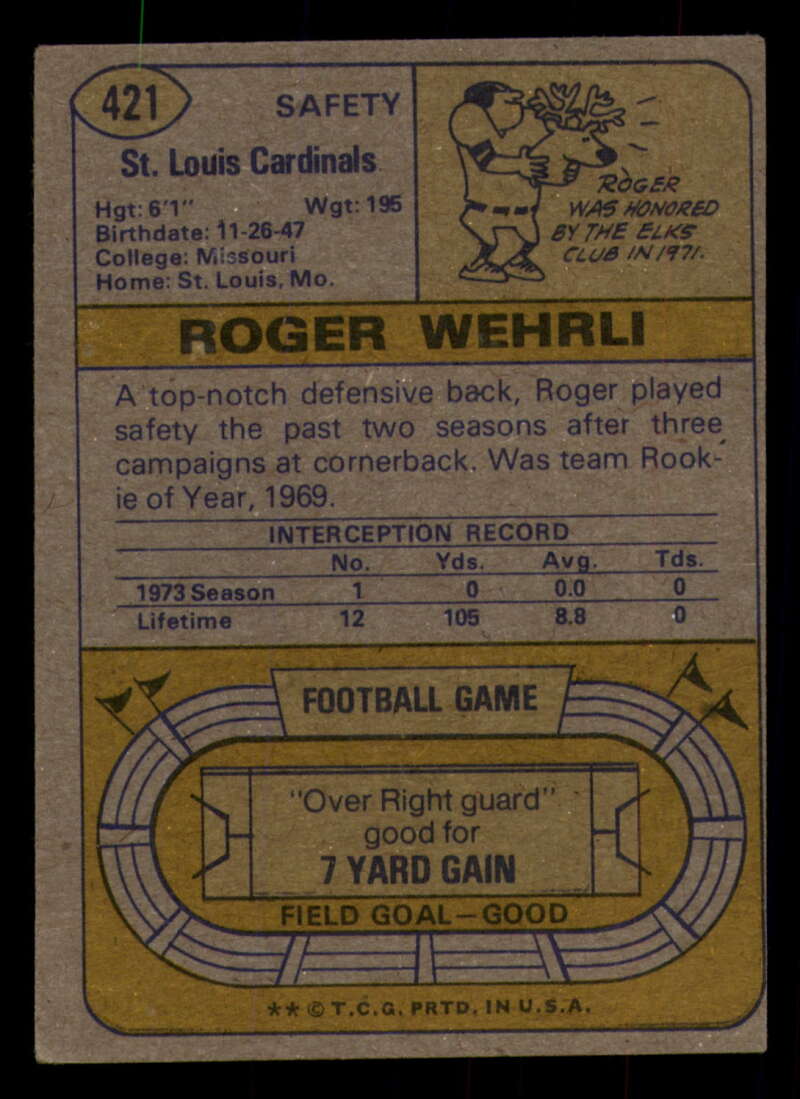 421
SAFETY
St. Louis Cardinals
Hgt: 6'1" Wgt: 195
Birthdate: 11-26-47
College: Missouri
Home: St. Louis, Mo.
ROGER
WAS HONORED
BY THE ELKS
CLUB IN 1971.
ROGER WEHRLI
A top-notch defensive back, Roger played
safety the past two seasons after three
campaigns at cornerback. Was team Rook-
ie of Year, 1969.
INTERCEPTION RECORD
No. Yds. Avg. Tds.
1973 Season 1 0 0.0 0
Lifetime 12 105 8.8 0
FOOTBALL GAME
"Over Right guard"
good for
7 YARD GAIN
FIELD GOAL—GOOD
** © T.C.G. PRTD. IN U.S.A.